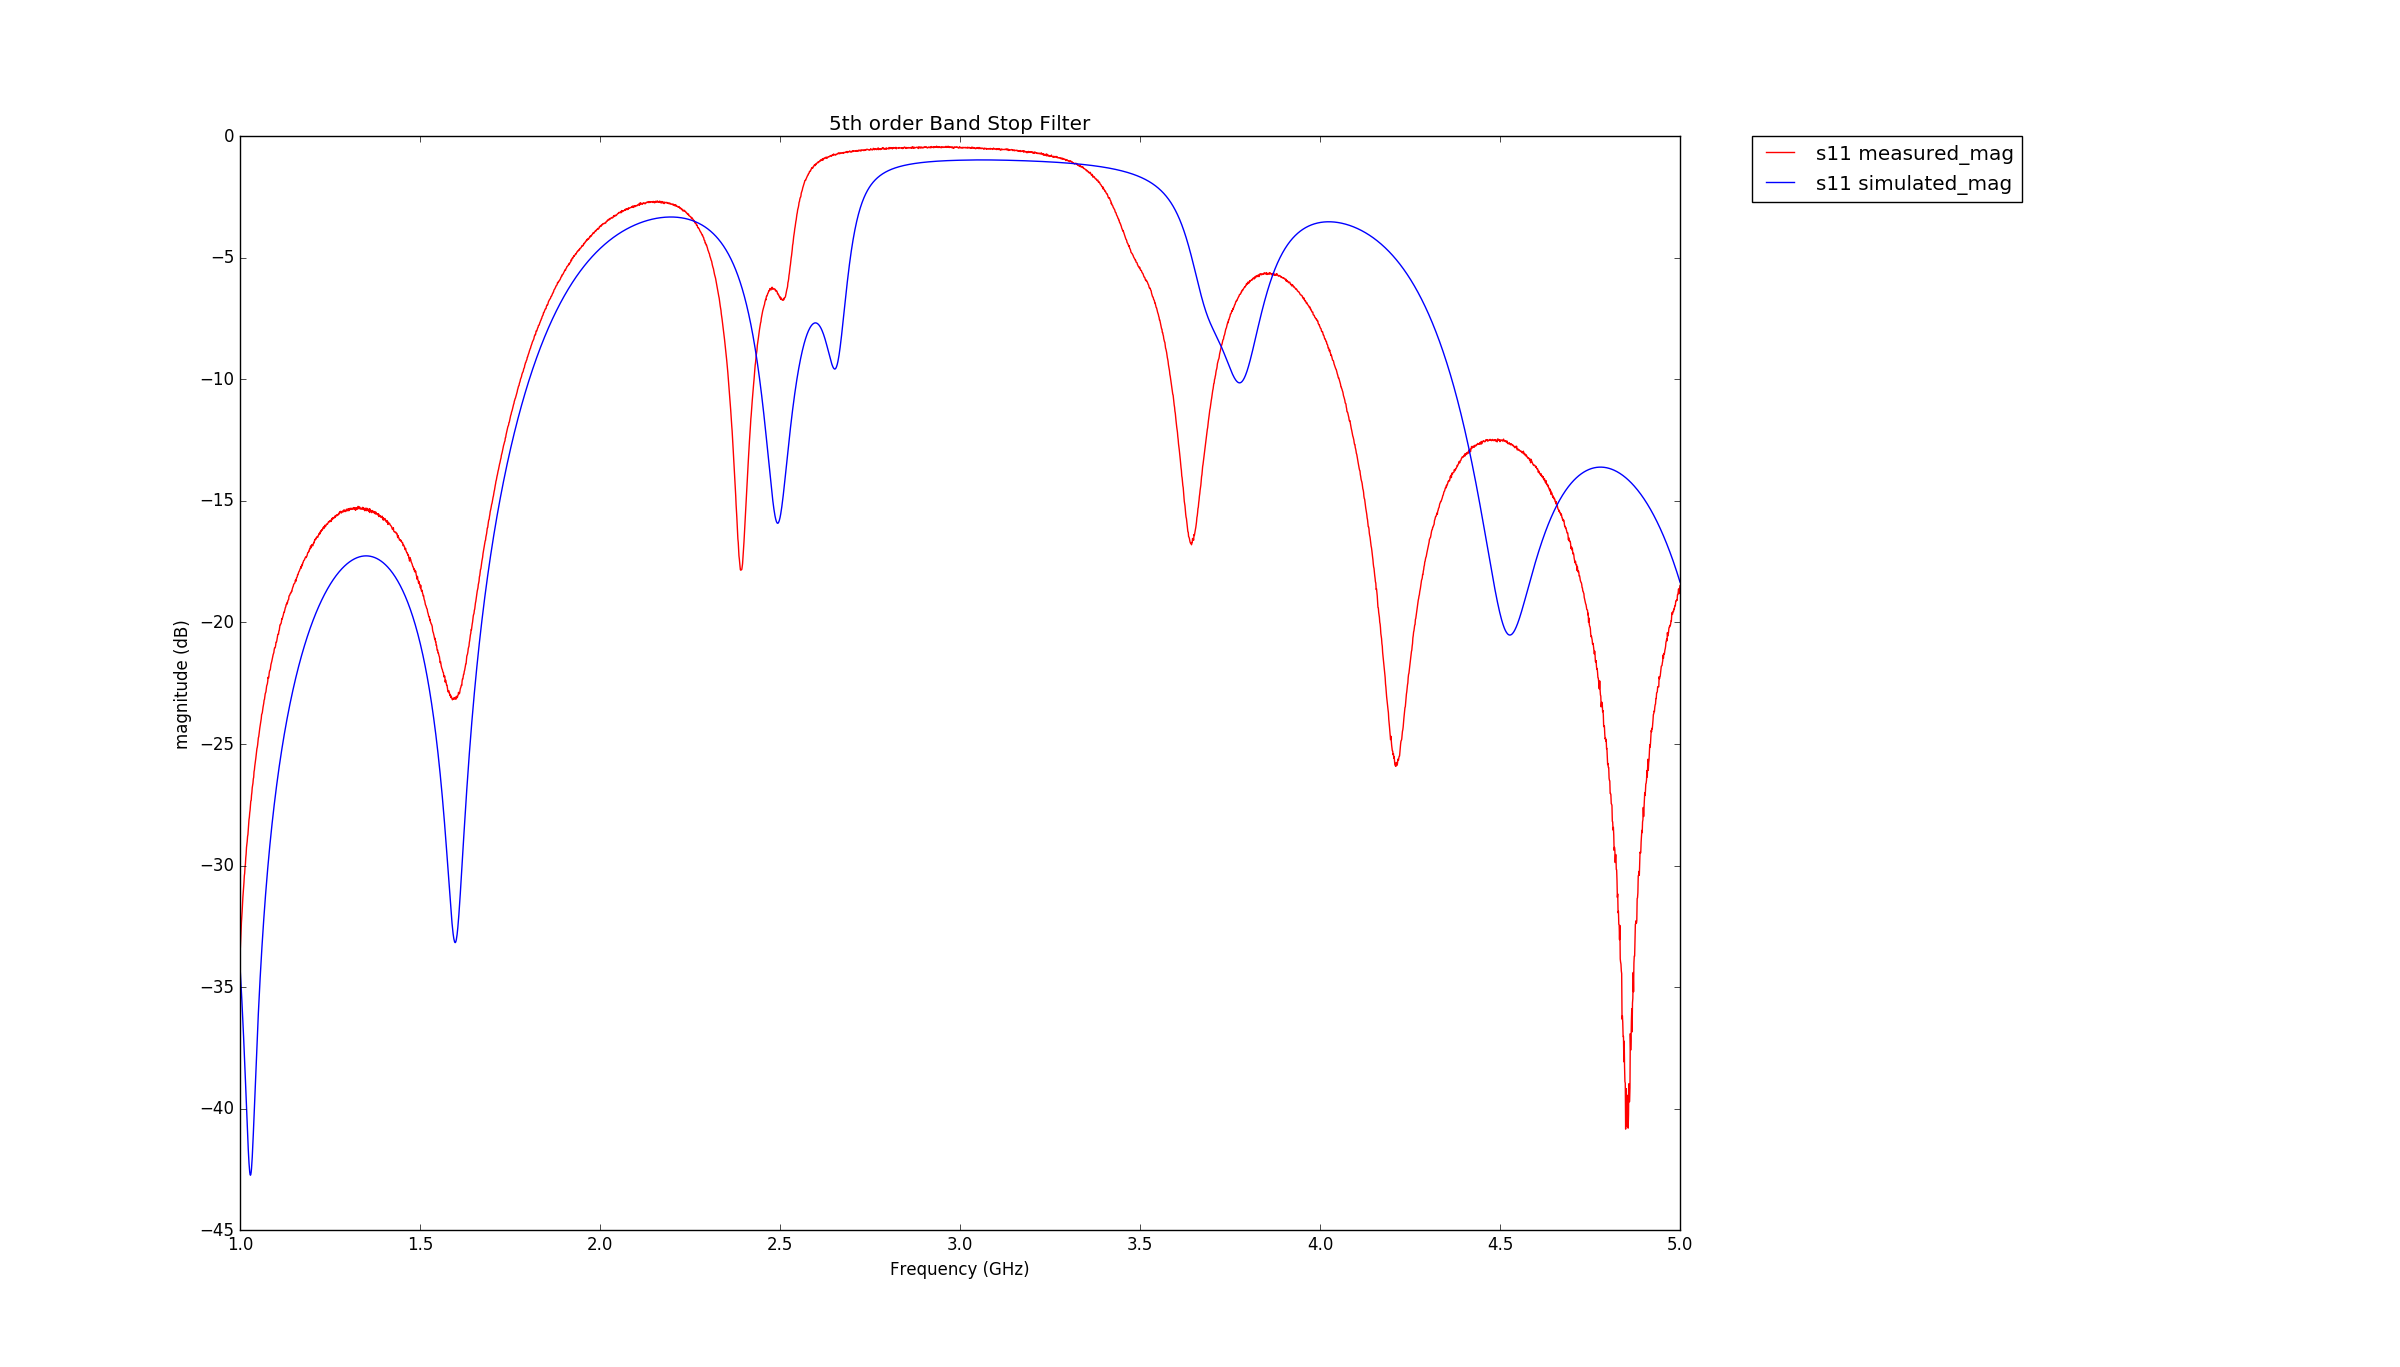 5th order Band Stop Filter
s11 measured_mag
s11 simulated_mag
0
−5
−10
−15
−20
−25
−30
−35
−40
−45
magnitude (dB)
1.0 1.5 2.0 2.5 3.0 3.5 4.0 4.5 5.0
Frequency (GHz)